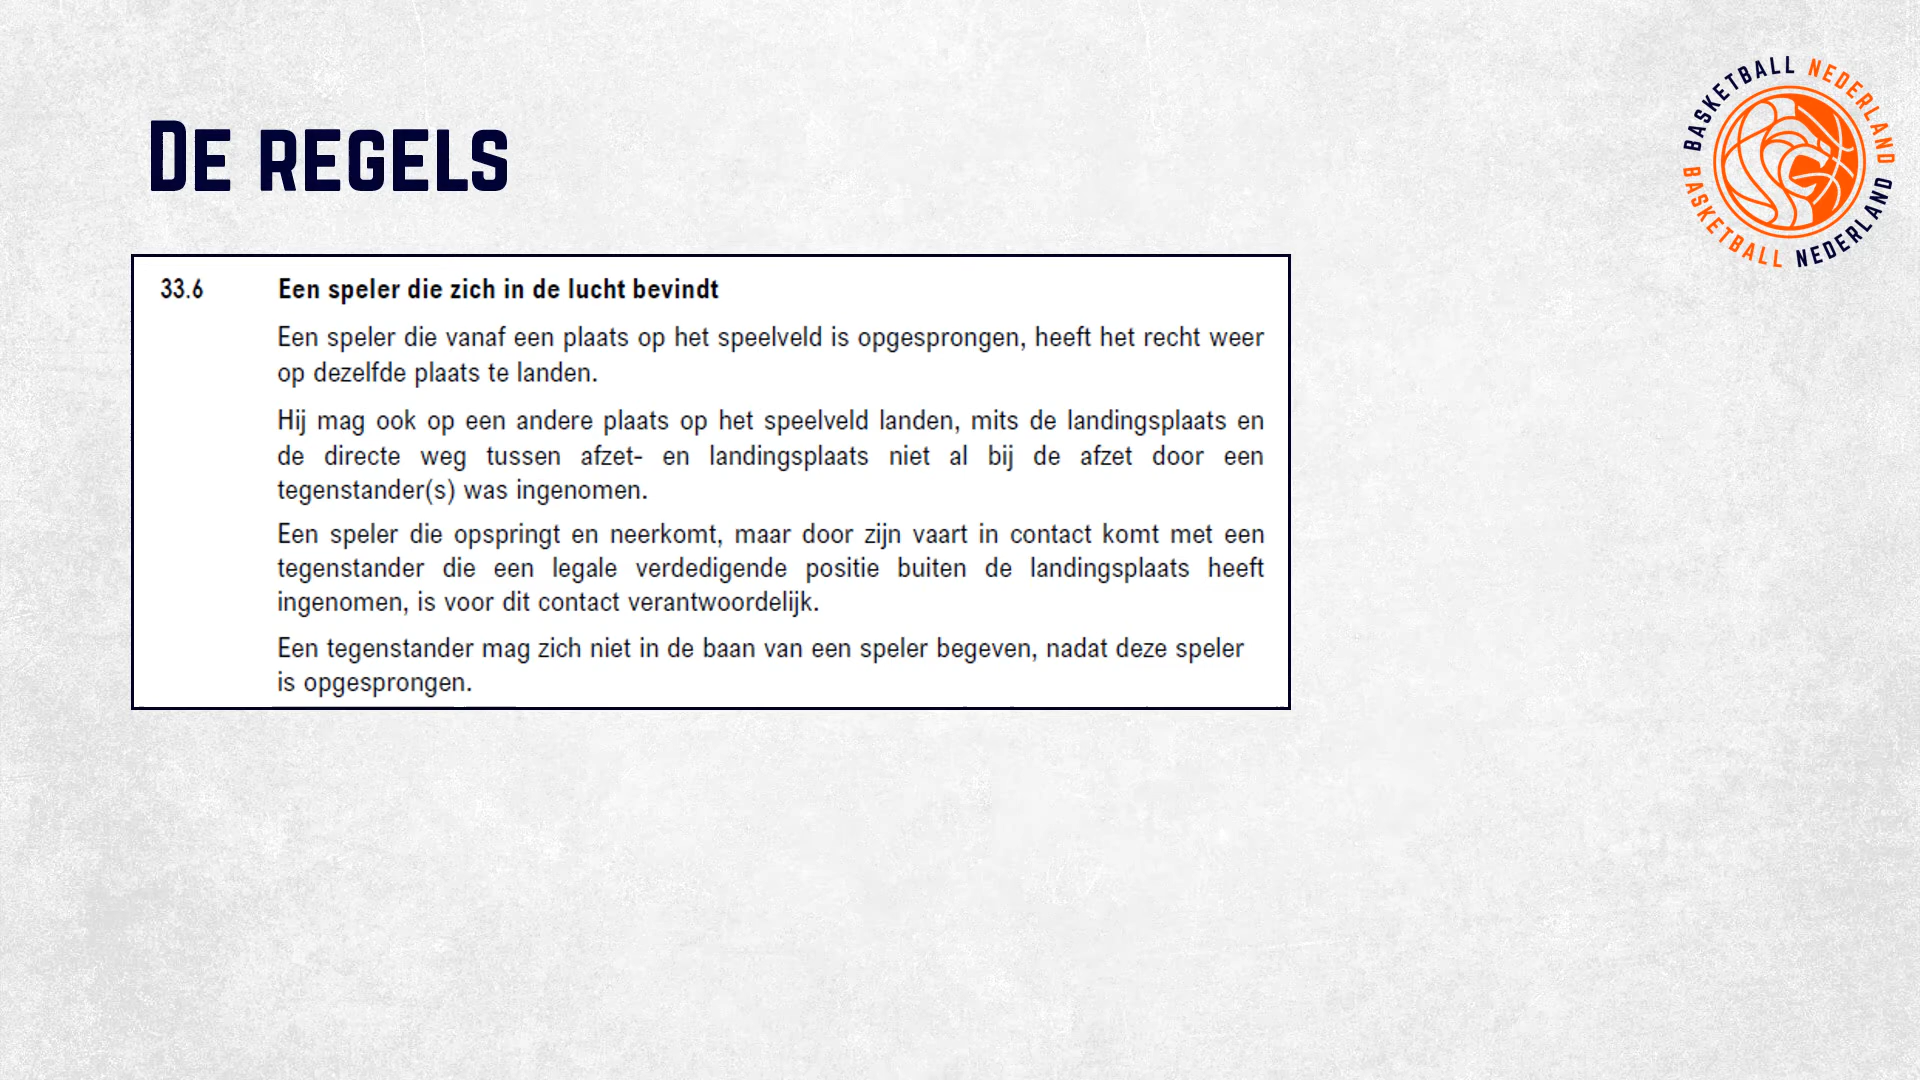 De regels
BASKETBALL NEDERLAND
BASKETBALL NEDERLAND
33.6 Een speler die zich in de lucht bevindt
Een speler die vanaf een plaats op het speelveld is opgesprongen, heeft het recht weer
op dezelfde plaats te landen.
Hij mag ook op een andere plaats op het speelveld landen, mits de landingsplaats en
de directe weg tussen afzet- en landingsplaats niet al bij de afzet door een
tegenstander(s) was ingenomen.
Een speler die opspringt en neerkomt, maar door zijn vaart in contact komt met een
tegenstander die een legale verdedigende positie buiten de landingsplaats heeft
ingenomen, is voor dit contact verantwoordelijk.
Een tegenstander mag zich niet in de baan van een speler begeven, nadat deze speler
is opgesprongen.